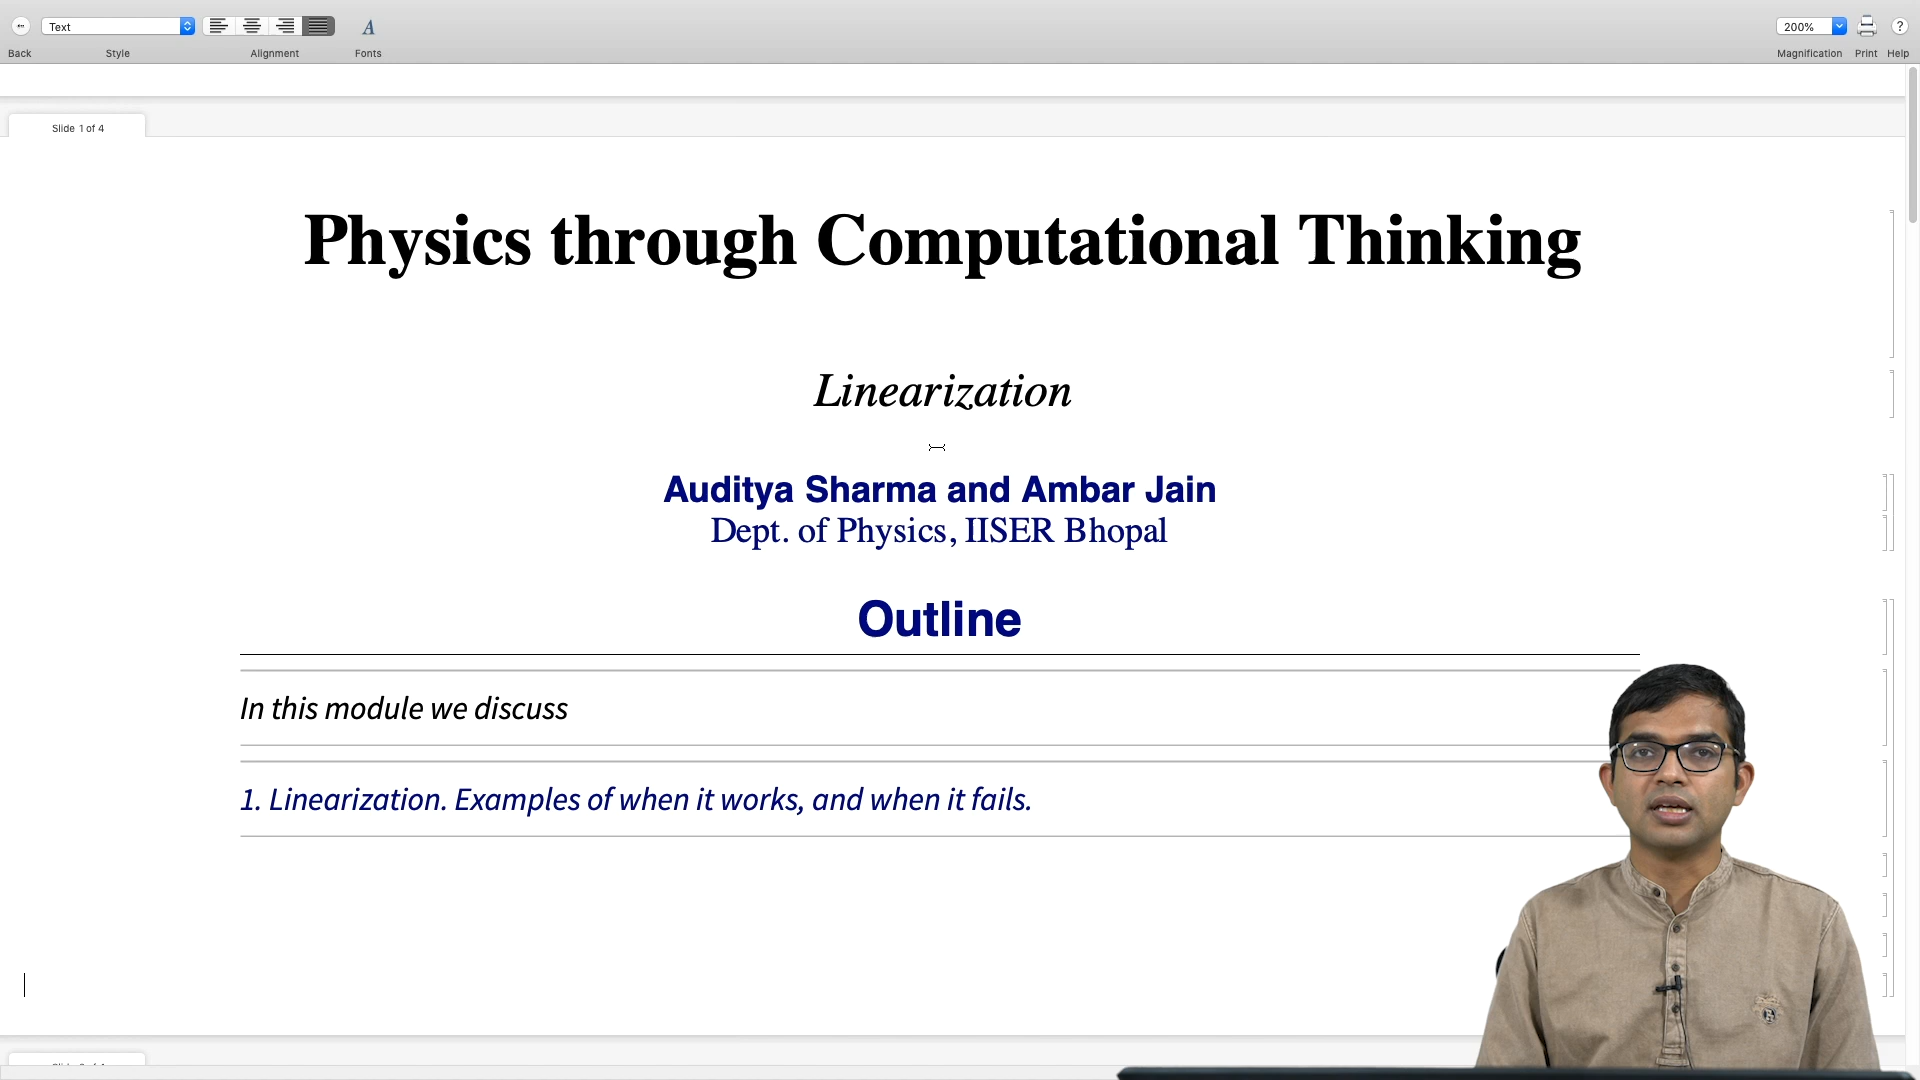 Text
Back
Style
Alignment
A
Fonts
200%
?
Magnification
Print
Help
Slide 1 of 4
Physics through Computational Thinking
Linearization
Auditya Sharma and Ambar Jain
Dept. of Physics, IISER Bhopal
Outline
In this module we discuss
1. Linearization. Examples of when it works, and when it fails.